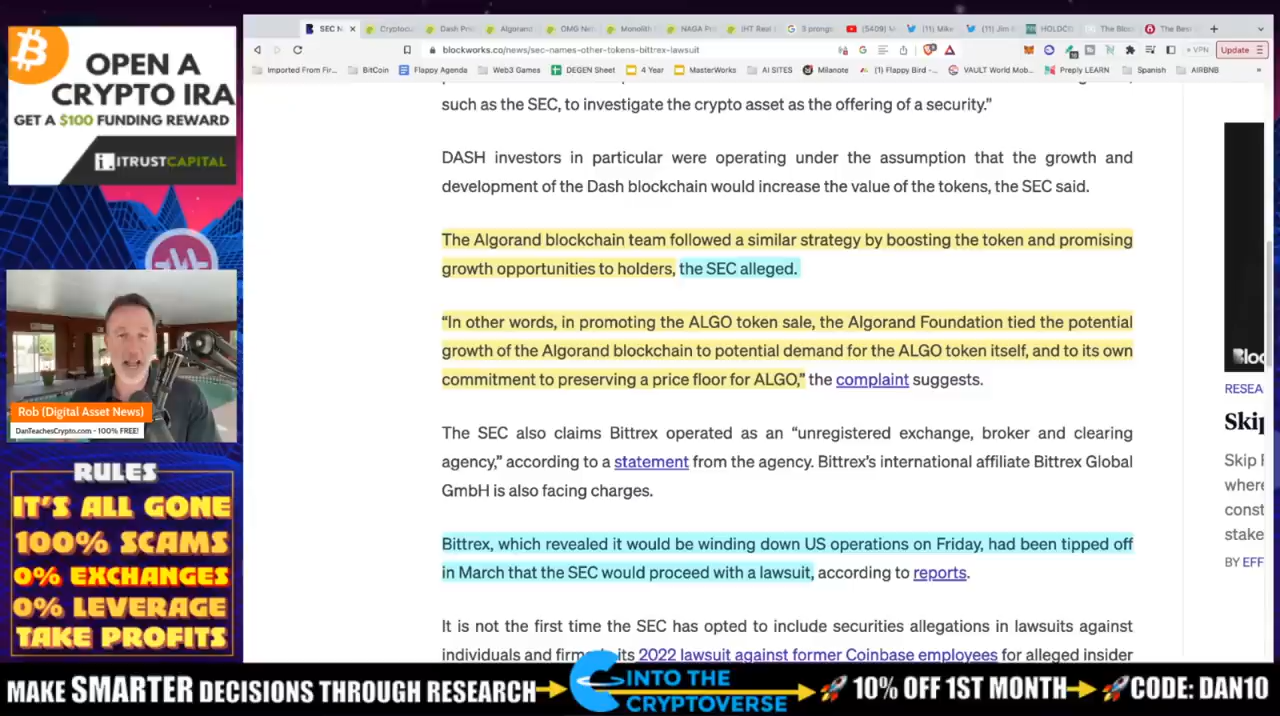 OPEN A
CRYPTO IRA
GET A $100 FUNDING REWARD
ITRUSTCAPITAL
Rob (Digital Asset News)
DanTeachesCrypto.com - 100% FREE!
RULES
IT'S ALL GONE
100% SCAMS
0% EXCHANGES
0% LEVERAGE
TAKE PROFITS
SEC N
Cryptocu
Dash Pri
Algorand
OMG Net
Monolith
NAGA Pri
IHT Real
3 prongs
(5409) M
(11) Mike
(11) Jim
HOLDCO
The Bloc
The Best
blockworks.co/news/sec-names-other-tokens-bittrex-lawsuit
VPN
Update
Imported From Fir...
BitCoin
Flappy Agenda
Web3 Games
DEGEN Sheet
4 Year
MasterWorks
AI SITES
Milanote
(1) Flappy Bird -...
VAULT World Mob...
Preply LEARN
Spanish
AIRBNB
such as the SEC, to investigate the crypto asset as the offering of a security.”
DASH investors in particular were operating under the assumption that the growth and
development of the Dash blockchain would increase the value of the tokens, the SEC said.
The Algorand blockchain team followed a similar strategy by boosting the token and promising
growth opportunities to holders, the SEC alleged.
“In other words, in promoting the ALGO token sale, the Algorand Foundation tied the potential
growth of the Algorand blockchain to potential demand for the ALGO token itself, and to its own
commitment to preserving a price floor for ALGO,” the complaint suggests.
The SEC also claims Bittrex operated as an “unregistered exchange, broker and clearing
agency,” according to a statement from the agency. Bittrex’s international affiliate Bittrex Global
GmbH is also facing charges.
Bittrex, which revealed it would be winding down US operations on Friday, had been tipped off
in March that the SEC would proceed with a lawsuit, according to reports.
It is not the first time the SEC has opted to include securities allegations in lawsuits against
individuals and firms its 2022 lawsuit against former Coinbase employees for alleged insider
Bloc
RESEA
Skip
Skip F
where
const
stake
BY EFF
MAKE SMARTER DECISIONS THROUGH RESEARCH
INTO THE
CRYPTOVERSE
10% OFF 1ST MONTH
CODE: DAN10